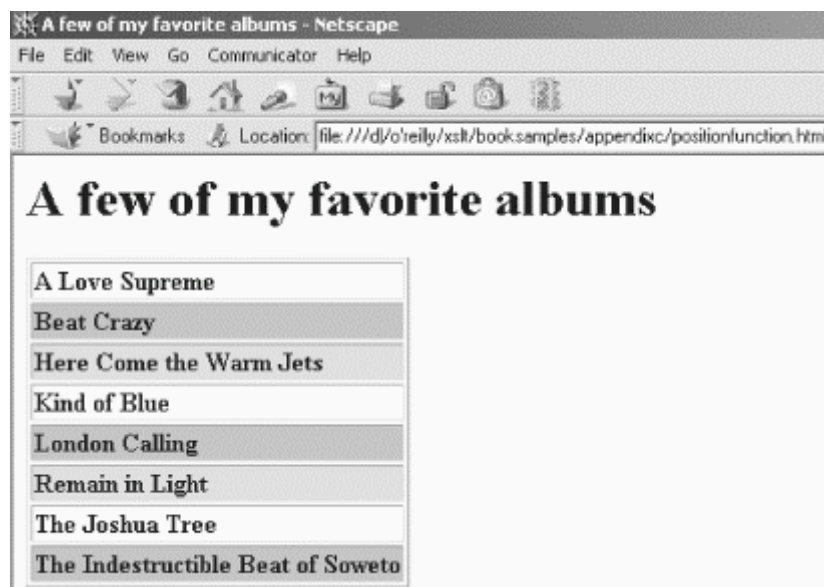 A few of my favorite albums - Netscape
File Edit View Go Communicator Help
My
Bookmarks Location: file:///d|/o'reilly/xslt/booksamples/appendixc/positionfunction.htm
A few of my favorite albums
A Love Supreme
Beat Crazy
Here Come the Warm Jets
Kind of Blue
London Calling
Remain in Light
The Joshua Tree
The Indestructible Beat of Soweto